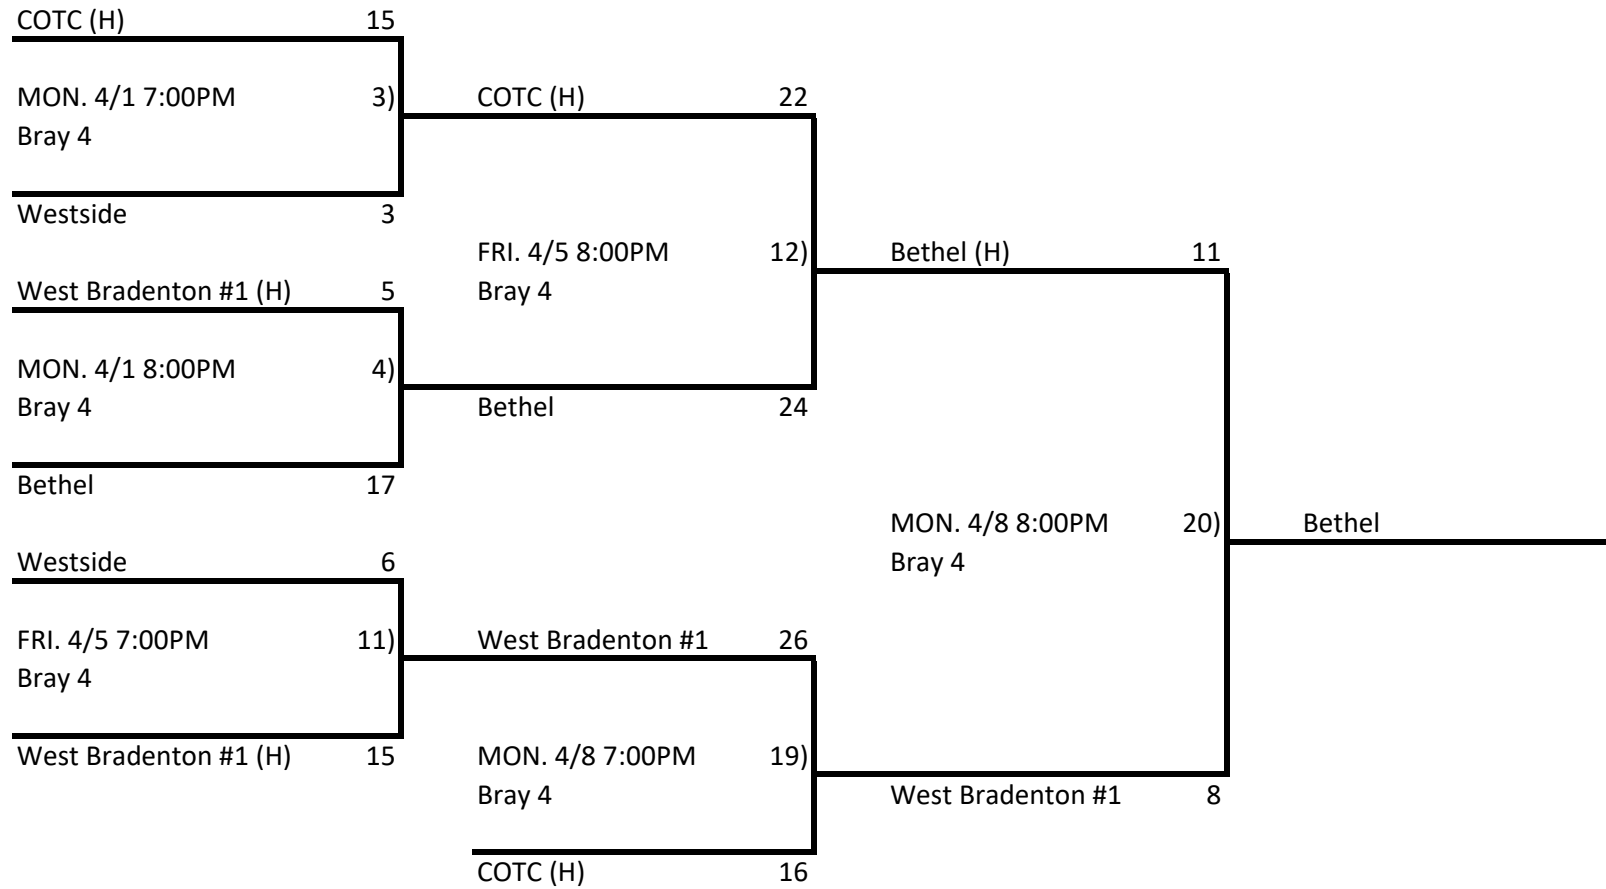 COTC (H) 15
MON. 4/1 7:00PM 3) COTC (H) 22
Bray 4
Westside 3
FRI. 4/5 8:00PM 12) Bethel (H) 11
West Bradenton #1 (H) 5 Bray 4
MON. 4/1 8:00PM 4)
Bray 4 Bethel 24
Bethel 17
MON. 4/8 8:00PM 20) Bethel
Westside 6 Bray 4
FRI. 4/5 7:00PM 11) West Bradenton #1 26
Bray 4
West Bradenton #1 (H) 15 MON. 4/8 7:00PM 19)
Bray 4 West Bradenton #1 8
COTC (H) 16